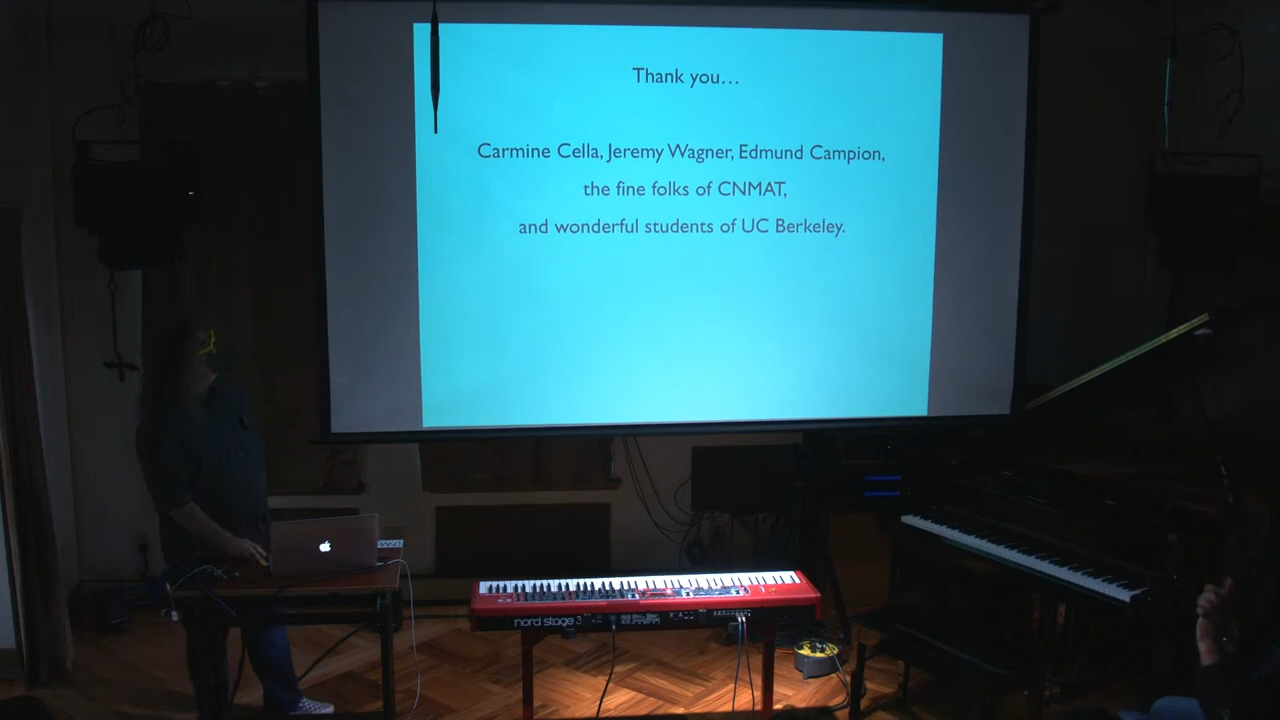 Thank you…
Carmine Cella, Jeremy Wagner, Edmund Campion,
the fine folks of CNMAT,
and wonderful students of UC Berkeley.
nord stage 3